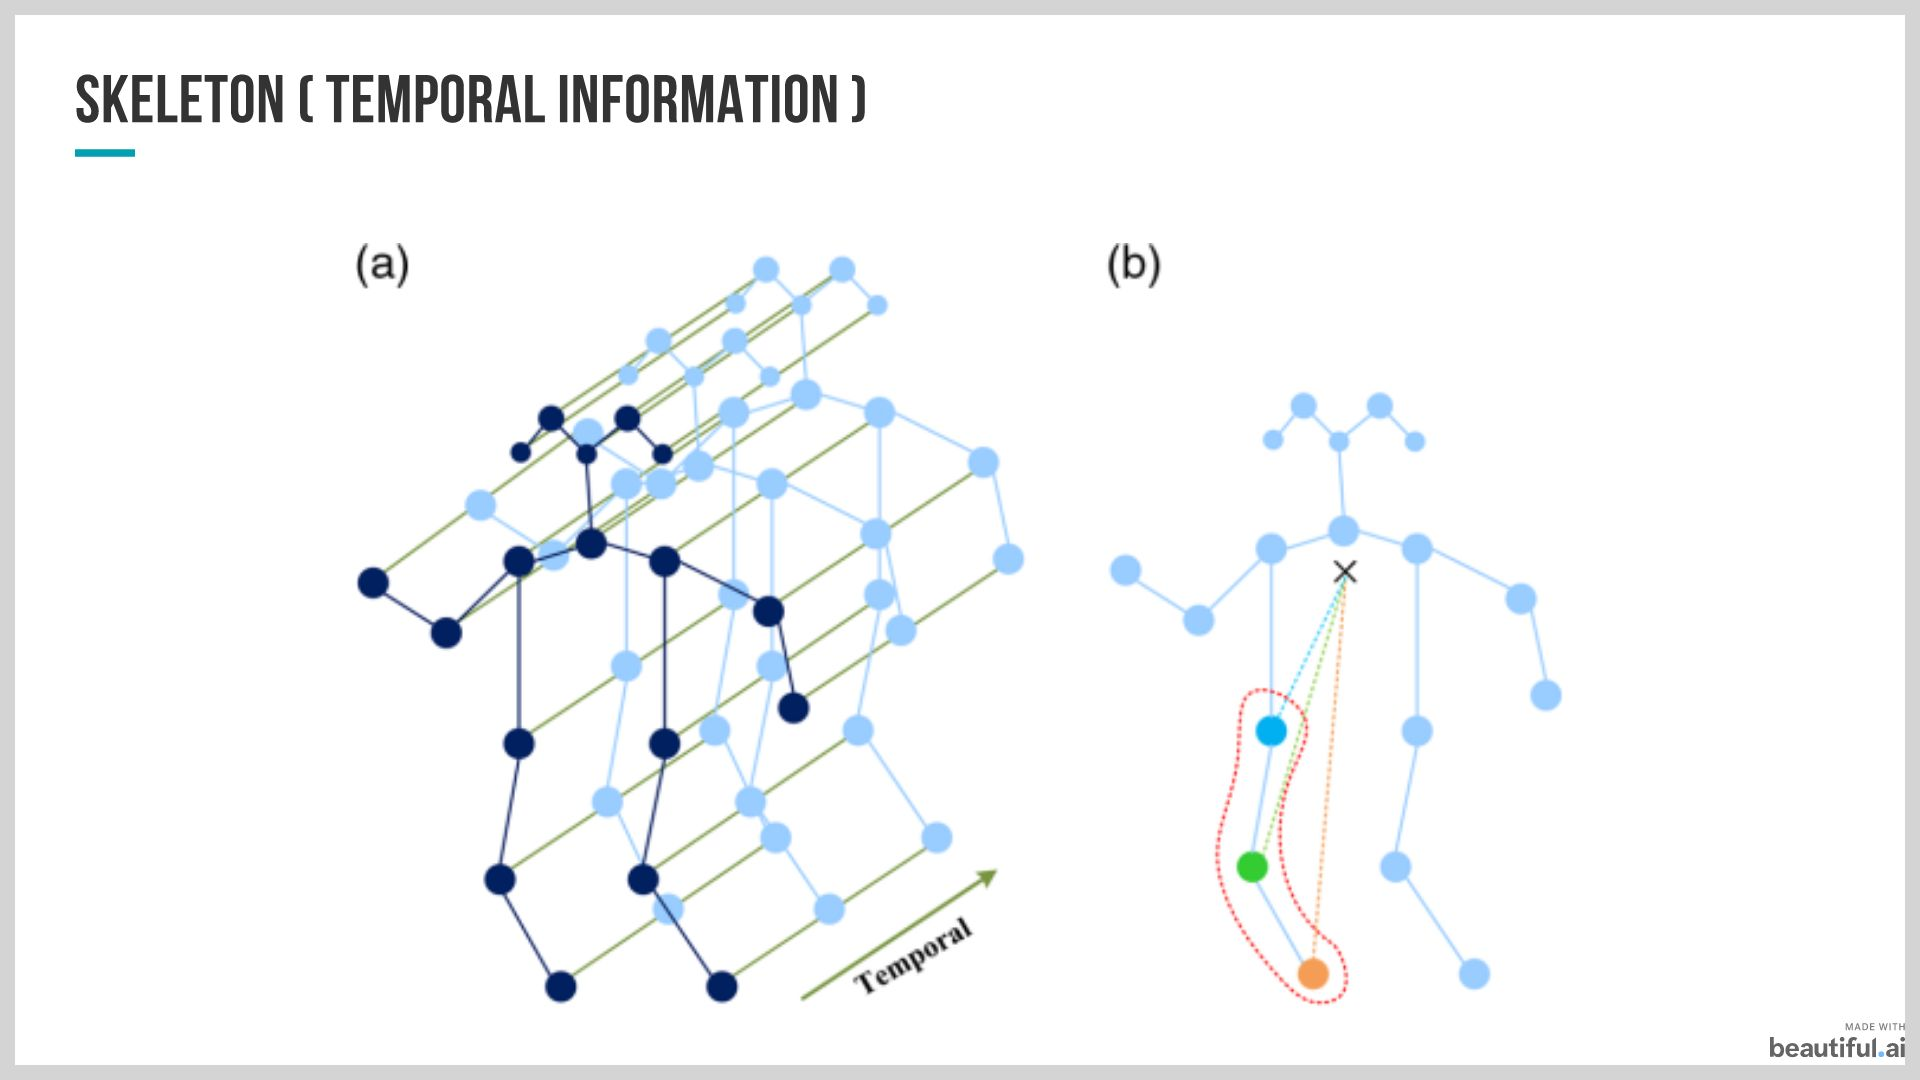 SKELETON ( TEMPORAL INFORMATION )
(a)
(b)
Temporal
MADE WITH
beautiful.ai